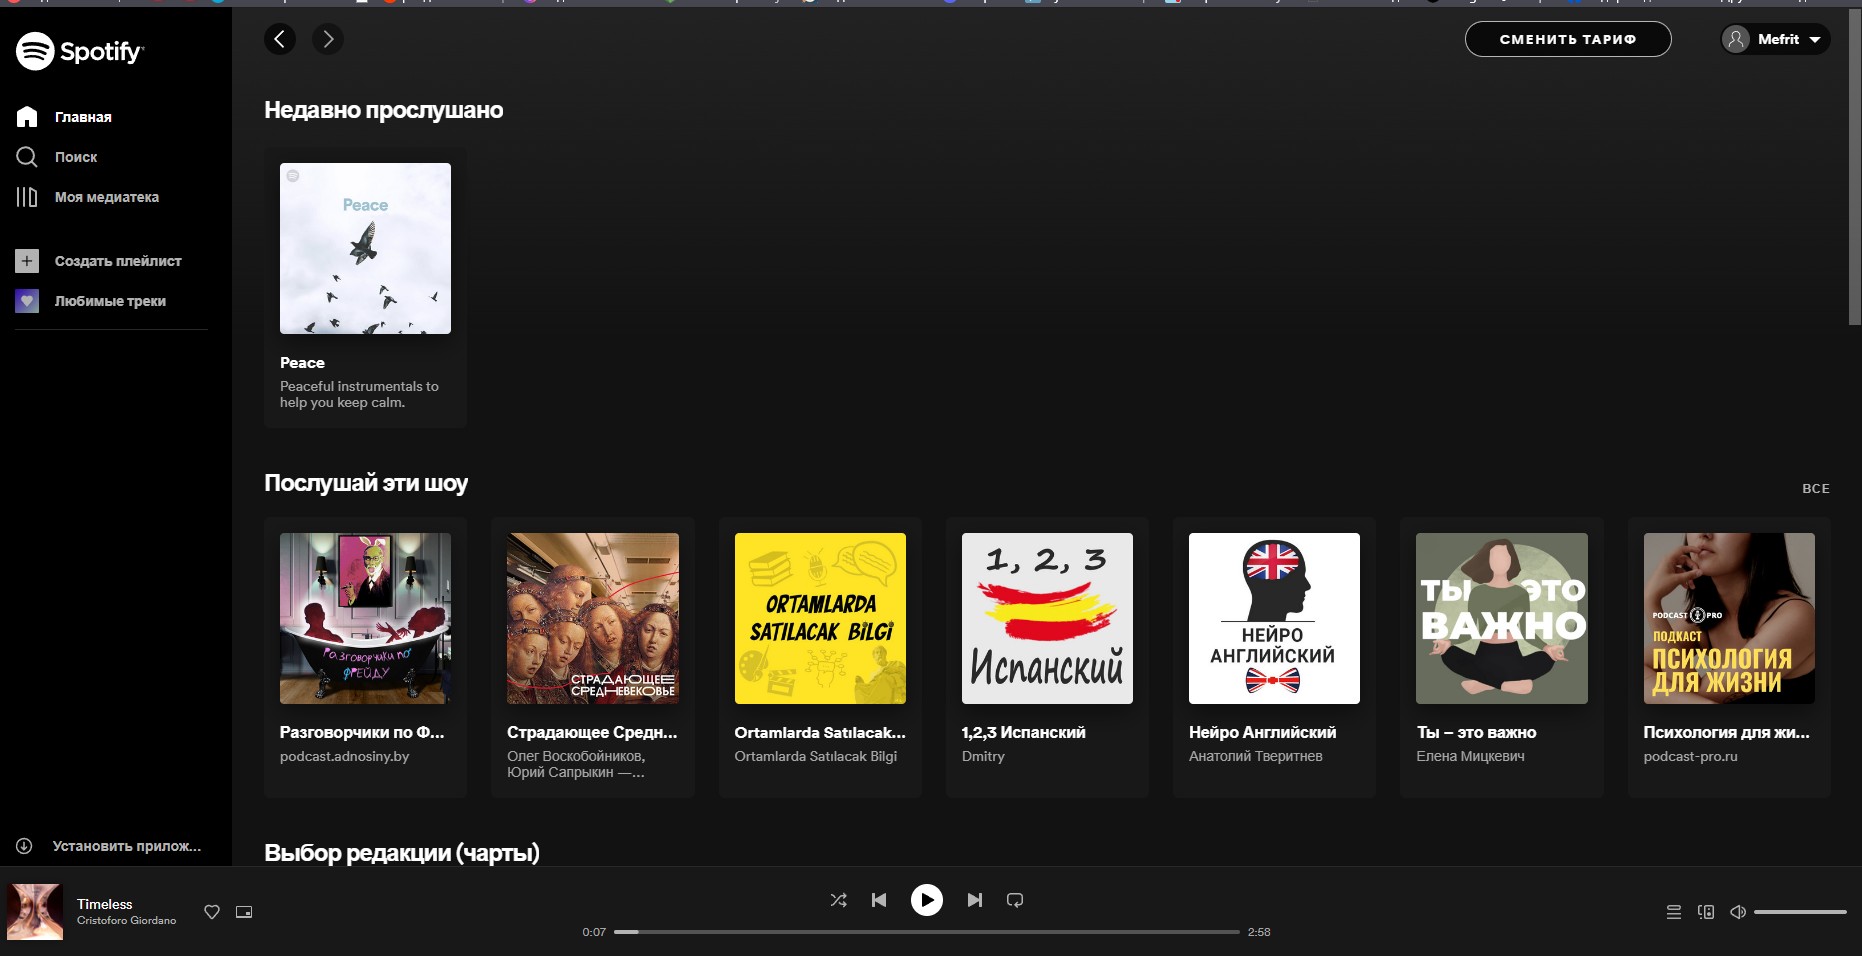 Spotify
Главная
Поиск
Моя медиатека
Создать плейлист
Любимые треки
Установить прилож...
СМЕНИТЬ ТАРИФ
Mefrit
Недавно прослушано
Peace
Peace
Peaceful instrumentals to
help you keep calm.
Послушай эти шоу
ВСЕ
РАЗГОВОРЧИКИ ПО
ФРЕЙДУ
Разговорчики по Ф...
podcast.adnosiny.by
СТРАДАЮЩЕЕ
СРЕДНЕВЕКОВЬЕ
Страдающее Средн...
Олег Воскобойников,
Юрий Сапрыкин —...
ORTAMLARDA
SATILACAK BİLGİ
Ortamlarda Satılacak...
Ortamlarda Satılacak Bilgi
1, 2, 3
Испанский
1,2,3 Испанский
Dmitry
НЕЙРО
АНГЛИЙСКИЙ
Нейро Английский
Анатолий Тверитнев
ТЫ ЭТО
ВАЖНО
Ты – это важно
Елена Мицкевич
PODCAST PRO
ПОДКАСТ
ПСИХОЛОГИЯ
ДЛЯ ЖИЗНИ
Психология для жи...
podcast-pro.ru
Выбор редакции (чарты)
Timeless
Cristoforo Giordano
0:07
2:58